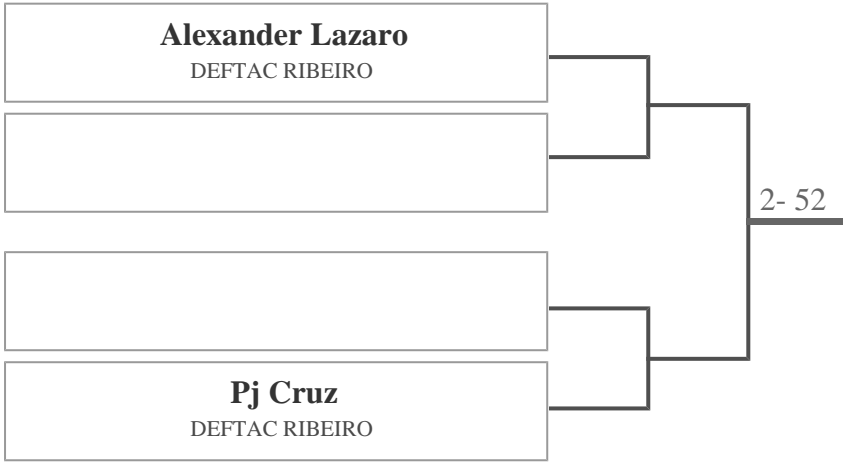 Alexander Lazaro
DEFTAC RIBEIRO
2- 52
Pj Cruz
DEFTAC RIBEIRO